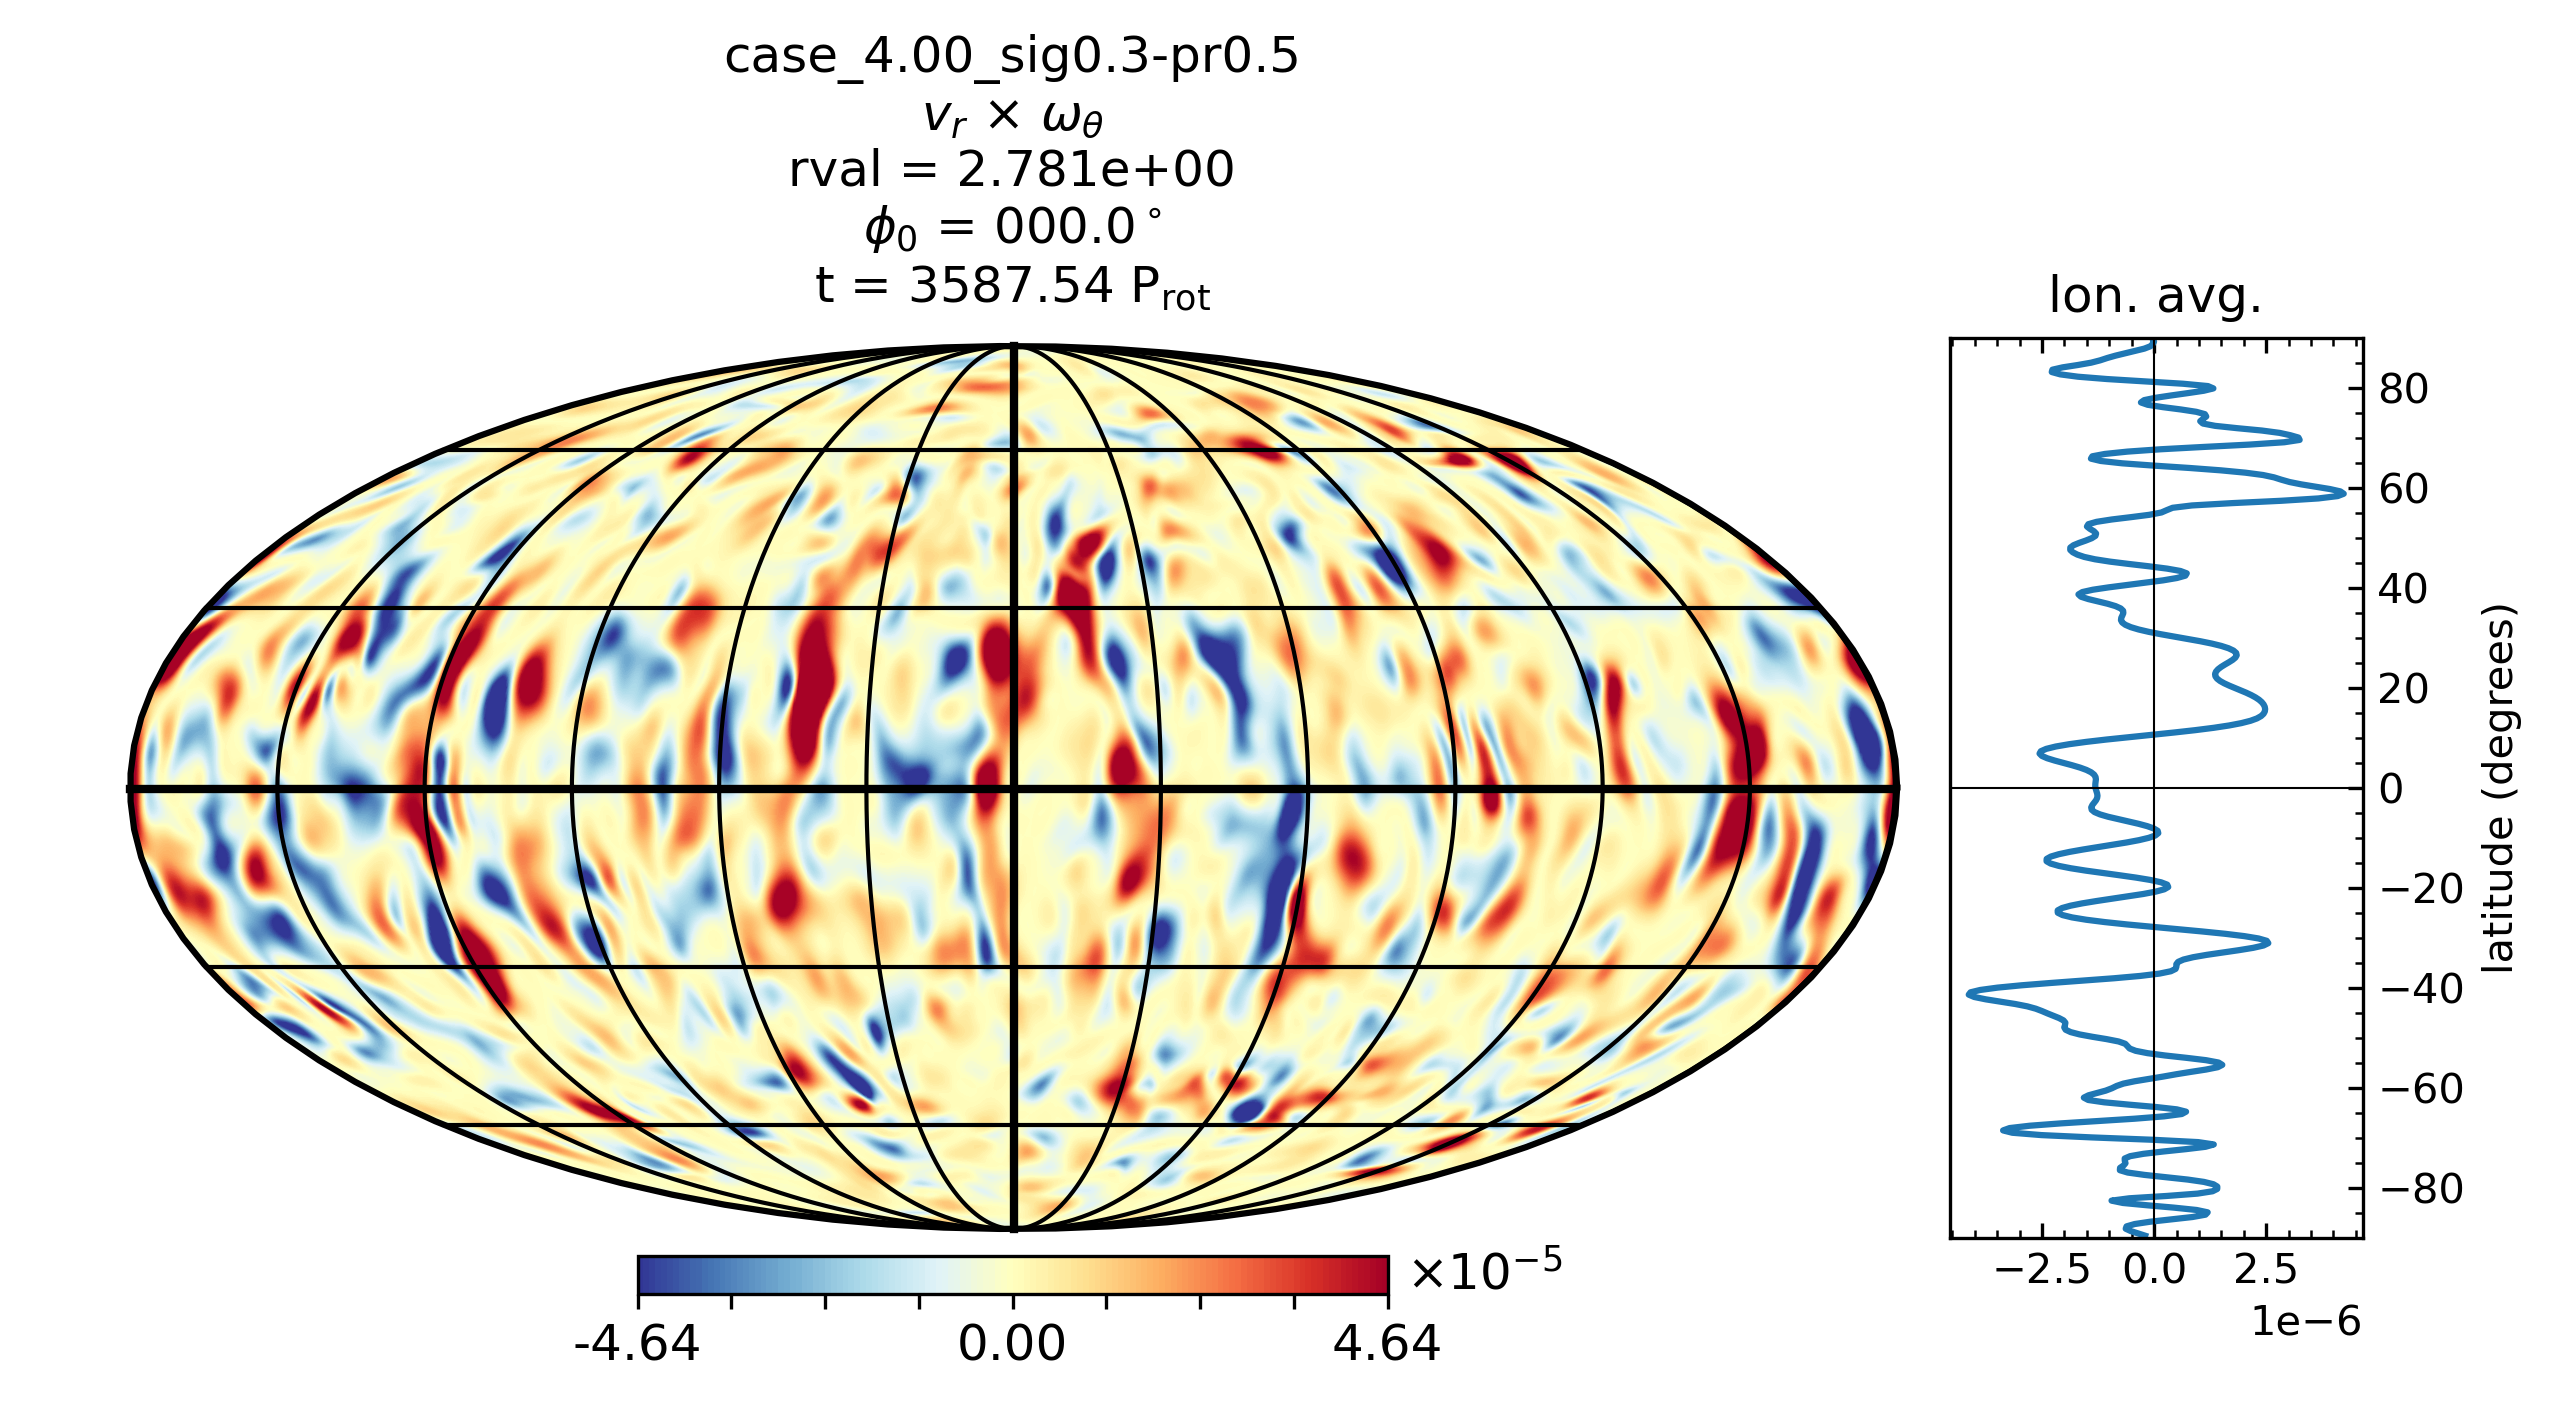 case_4.00_sig0.3-pr0.5
v_r × ω_θ
rval = 2.781e+00
ϕ_0 = 000.0°
t = 3587.54 P_rot
lon. avg.
80
60
40
20
0
−20
−40
−60
−80
latitude (degrees)
−2.5 0.0 2.5
1e−6
×10^−5
-4.64 0.00 4.64